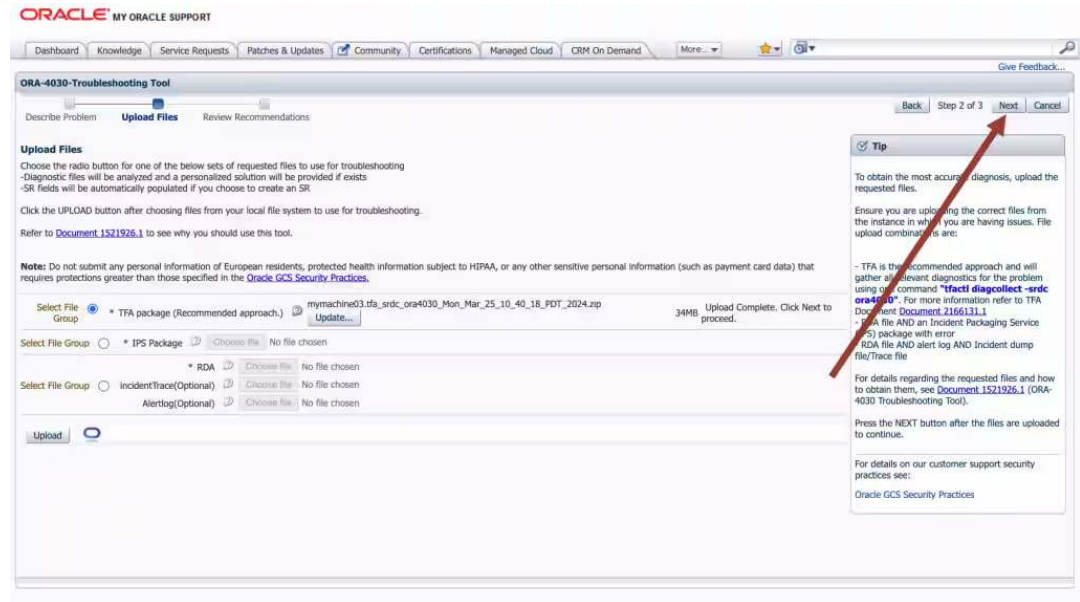 ORACLE MY ORACLE SUPPORT
Dashboard Knowledge Service Requests Patches & Updates Community Certifications Managed Cloud CRM On Demand More...
Give Feedback...
ORA-4030-Troubleshooting Tool
Describe Problem Upload Files Review Recommendations
Back Step 2 of 3 Next Cancel
Upload Files
Choose the radio button for one of the below sets of requested files to use for troubleshooting
-Diagnostic files will be analyzed and a personalized solution will be provided if exists
-SR fields will be automatically populated if you choose to create an SR
Click the UPLOAD button after choosing files from your local file system to use for troubleshooting.
Refer to Document 1521926.1 to see why you should use this tool.
Note: Do not submit any personal information of European residents, protected health information subject to HIPAA, or any other sensitive personal information (such as payment card data) that
requires protections greater than those specified in the Oracle GCS Security Practices.
Select File Group * TFA package (Recommended approach.) mymachine03.tfa_srdc_ora4030_Mon_Mar_25_10_40_18_PDT_2024.zip
Update...
34MB Upload Complete. Click Next to
proceed.
Select File Group * IPS Package Choose file No file chosen
* RDA Choose file No file chosen
Select File Group incidentTrace(Optional) Choose file No file chosen
Alertlog(Optional) Choose file No file chosen
Upload
Tip
To obtain the most accurate diagnosis, upload the
requested files.
Ensure you are uploading the correct files from
the instance in which you are having issues. File
upload combinations are:
- TFA is the recommended approach and will
gather all relevant diagnostics for the problem
using one command "tfactl diagcollect -srdc
ora4030". For more information refer to TFA
Document Document 2166131.1
- RDA file AND an Incident Packaging Service
(IPS) package with error
- RDA file AND alert log AND Incident dump
file/Trace file
For details regarding the requested files and how
to obtain them, see Document 1521926.1 (ORA-
4030 Troubleshooting Tool).
Press the NEXT button after the files are uploaded
to continue.
For details on our customer support security
practices see:
Oracle GCS Security Practices